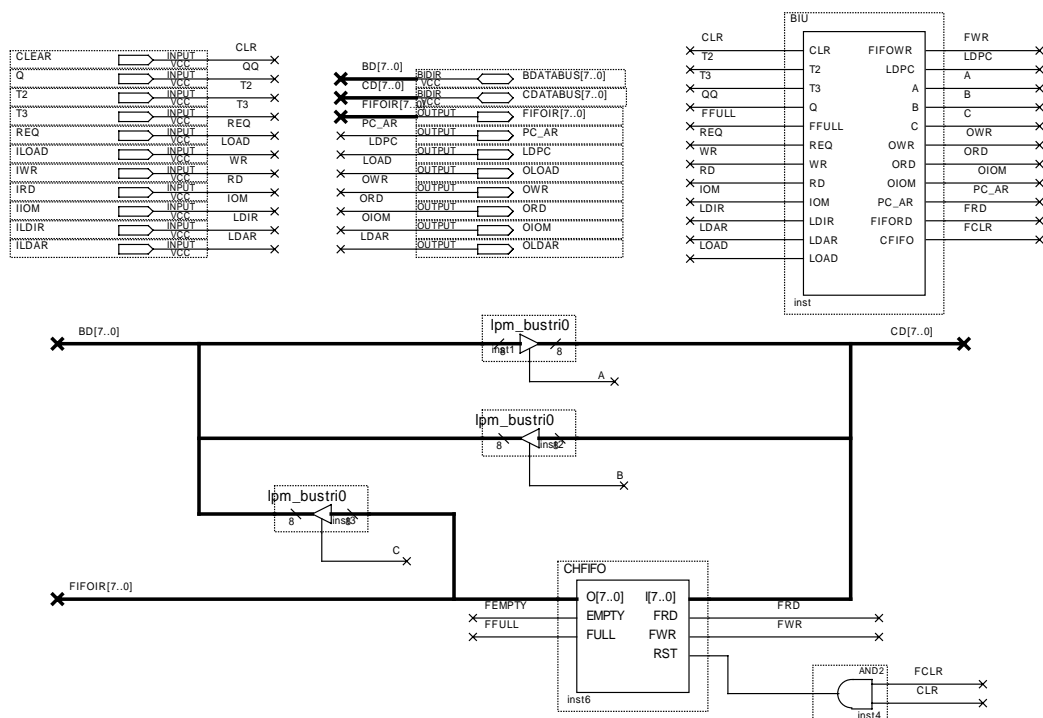 CLEAR INPUT VCC CLR
Q INPUT VCC QQ
T2 INPUT VCC T2
T3 INPUT VCC T3
REQ INPUT VCC REQ
ILOAD INPUT VCC LOAD
IWR INPUT VCC WR
IRD INPUT VCC RD
IIOM INPUT VCC IOM
ILDIR INPUT VCC LDIR
ILDAR INPUT VCC LDAR
BD[7..0] BIDIR VCC BDATABUS[7..0]
CD[7..0] BIDIR VCC CDATABUS[7..0]
FIFOIR[7..0] OUTPUT FIFOIR[7..0]
PC_AR OUTPUT PC_AR
LDPC OUTPUT LDPC
LOAD OUTPUT OLOAD
OWR OUTPUT OWR
ORD OUTPUT ORD
OIOM OUTPUT OIOM
LDAR OUTPUT OLDAR
BIU
CLR CLR FIFOWR FWR
T2 T2 LDPC LDPC
T3 T3 A A
QQ Q B B
FFULL FFULL C C
REQ REQ OWR OWR
WR WR ORD ORD
RD RD OIOM OIOM
IOM IOM PC_AR PC_AR
LDIR LDIR FIFORD FRD
LDAR LDAR CFIFO FCLR
LOAD LOAD
inst
lpm_bustri0
BD[7..0] CD[7..0]
8 inst1 8
A
lpm_bustri0
8 inst2 8
B
lpm_bustri0
8 inst3 8
C
CHFIFO
FIFOIR[7..0] O[7..0] I[7..0]
FEMPTY EMPTY FRD FRD
FFULL FULL FWR FWR
RST
inst6
AND2
FCLR
CLR
inst4